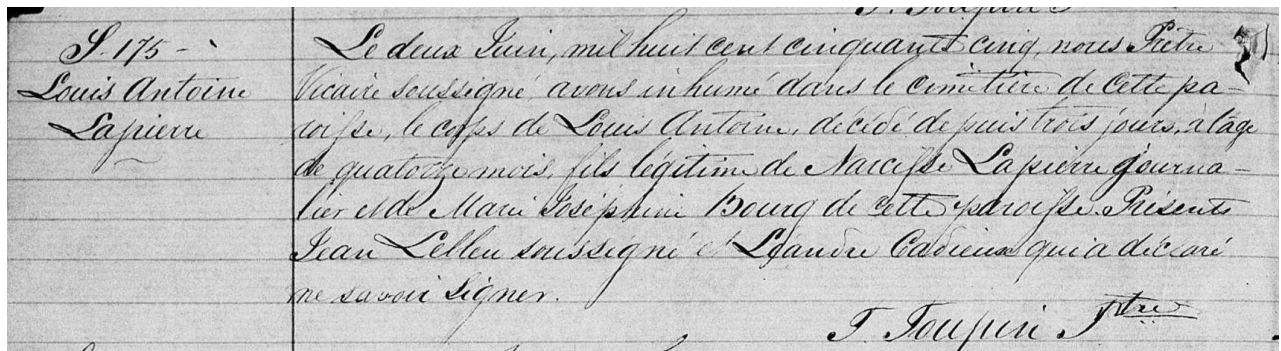 S. 175 -
Louis Antoine
Lapierre
Le deux Juin, mil huit cent cinquante cinq, nous Prêtre
Vicaire soussigné, avons inhumé dans le cimetière de cette pa-
roisse, le corps de Louis Antoine, décédé depuis trois jours, à l'age
de quatorze mois, fils légitime de Narcisse Lapierre journa-
lier et de Marie Joséphine Bourg de cette paroisse. Présents
Jean Lelleu soussigné et Léandre Cadieux qui a déclaré
ne savoir signer.
T. Toupin Ptre